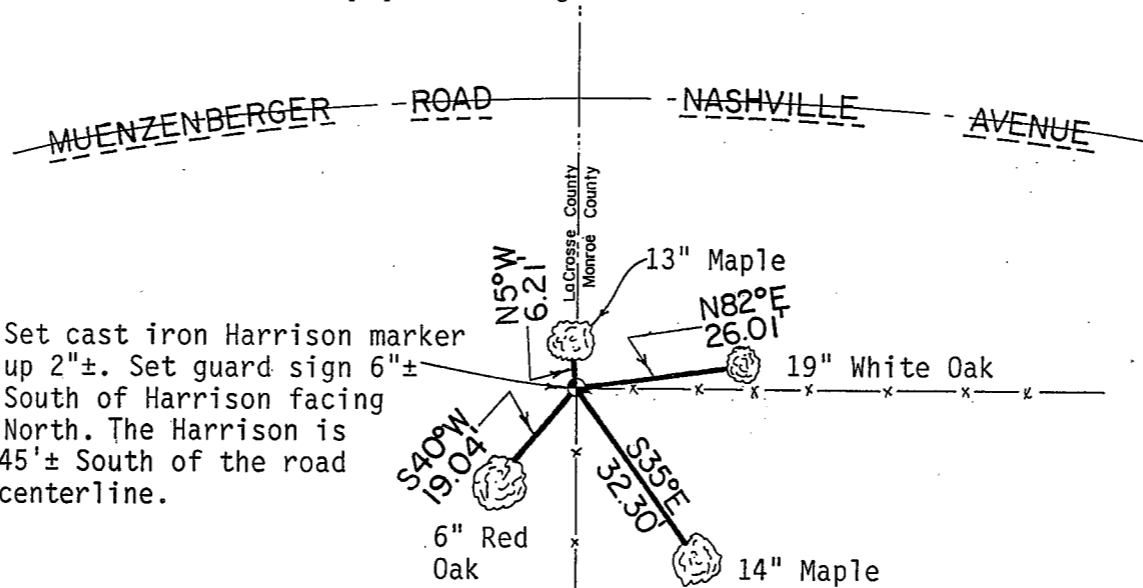 MUENZENBERGER ROAD NASHVILLE AVENUE
LaCrosse County
Monroe County
N5°W
6.21'
13" Maple
N82°E
26.01'
19" White Oak
Set cast iron Harrison marker
up 2"±. Set guard sign 6"±
South of Harrison facing
North. The Harrison is
45'± South of the road
centerline.
S40°W
19.04'
6" Red
Oak
S35°E
32.30'
14" Maple